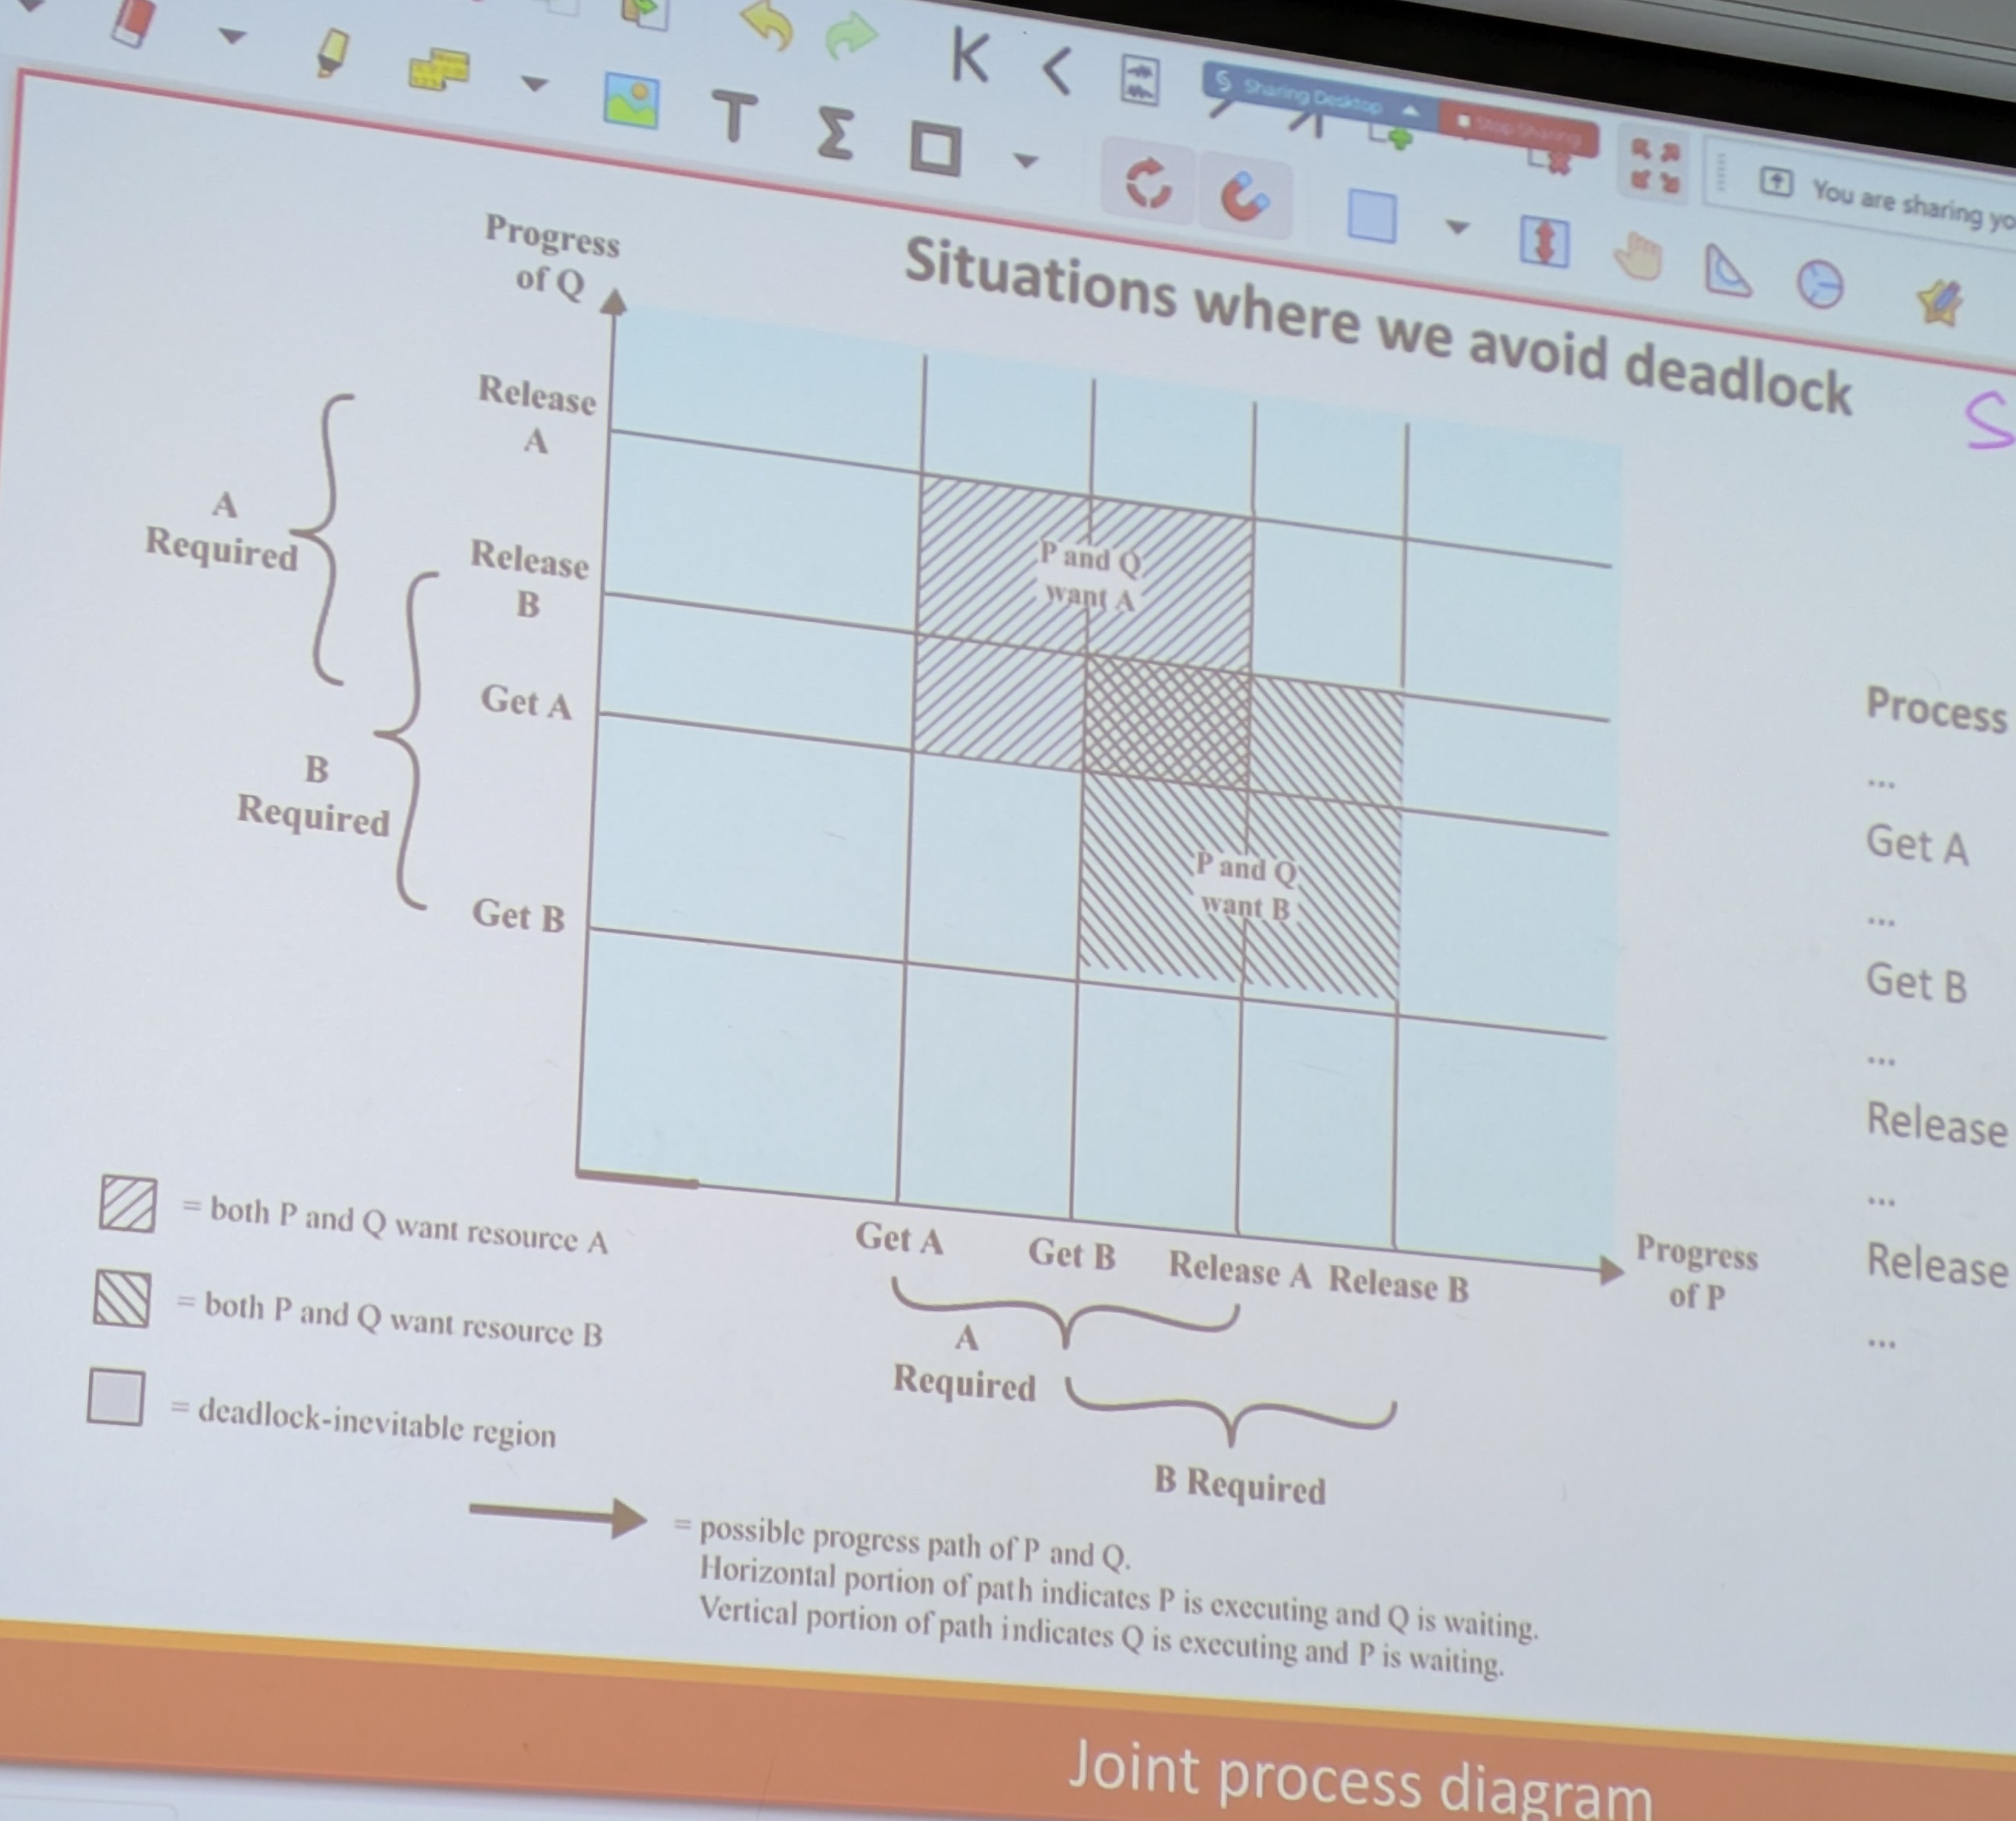 Sharing Desktop
Stop Sharing
You are sharing yo
Situations where we avoid deadlock
S
Progress
of Q
Release
A
Release
B
Get A
Get B
A
Required
B
Required
P and Q
want A
P and Q
want B
Get A
Get B
Release A
Release B
Progress
of P
A
Required
B Required
= both P and Q want resource A
= both P and Q want resource B
= deadlock-inevitable region
= possible progress path of P and Q.
Horizontal portion of path indicates P is executing and Q is waiting.
Vertical portion of path indicates Q is executing and P is waiting.
Process
...
Get A
...
Get B
...
Release
...
Release
...
Joint process diagram